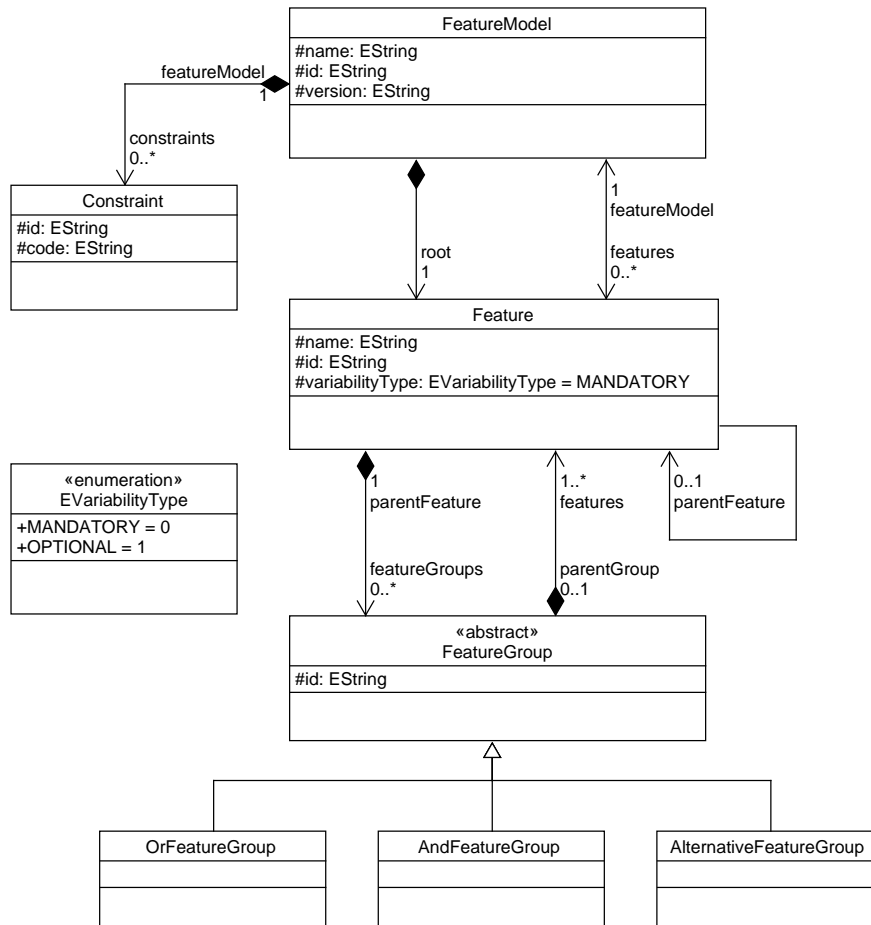 FeatureModel
#name: EString
#id: EString
#version: EString
featureModel
1
constraints
0..*
Constraint
#id: EString
#code: EString
1
featureModel
root
1
features
0..*
Feature
#name: EString
#id: EString
#variabilityType: EVariabilityType = MANDATORY
«enumeration»
EVariabilityType
+MANDATORY = 0
+OPTIONAL = 1
1
parentFeature
1..*
features
0..1
parentFeature
featureGroups
0..*
parentGroup
0..1
«abstract»
FeatureGroup
#id: EString
OrFeatureGroup
AndFeatureGroup
AlternativeFeatureGroup